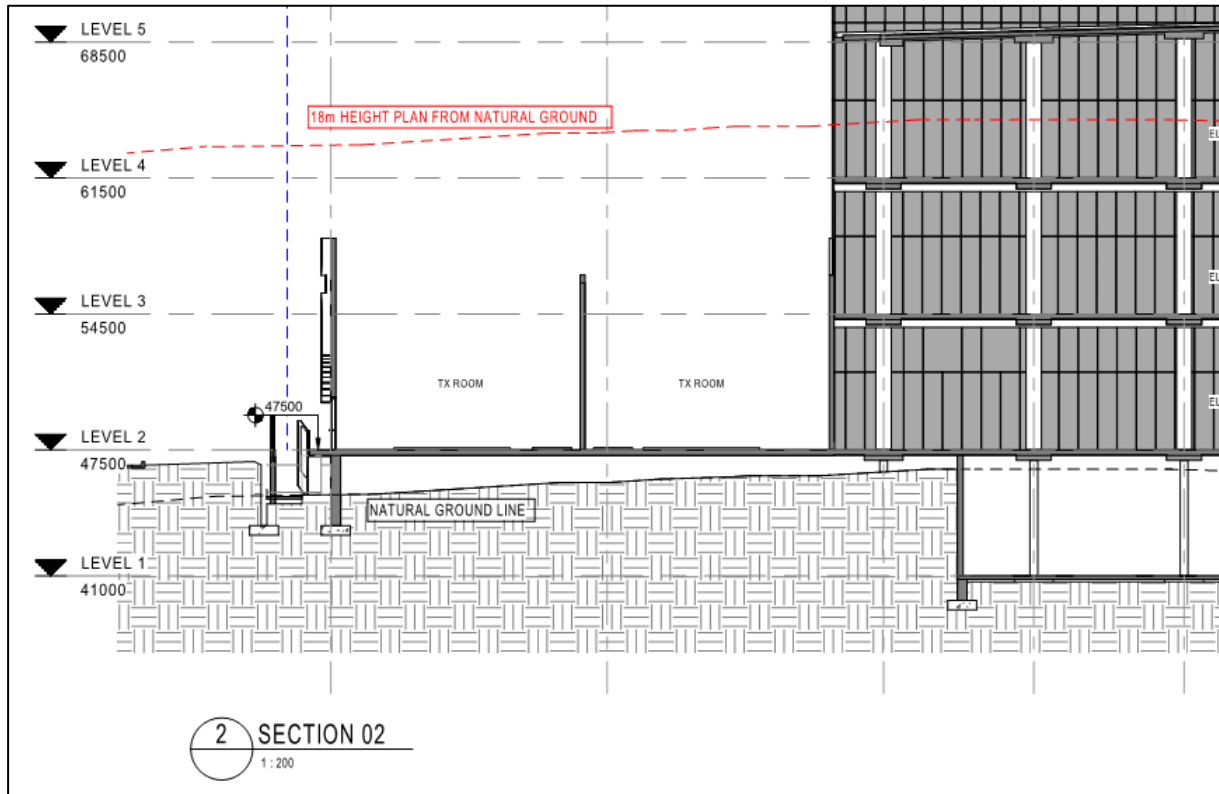 LEVEL 5
68500
18m HEIGHT PLAN FROM NATURAL GROUND
LEVEL 4
61500
LEVEL 3
54500
TX ROOM
TX ROOM
47500
LEVEL 2
47500
NATURAL GROUND LINE
LEVEL 1
41000
2
SECTION 02
1 : 200